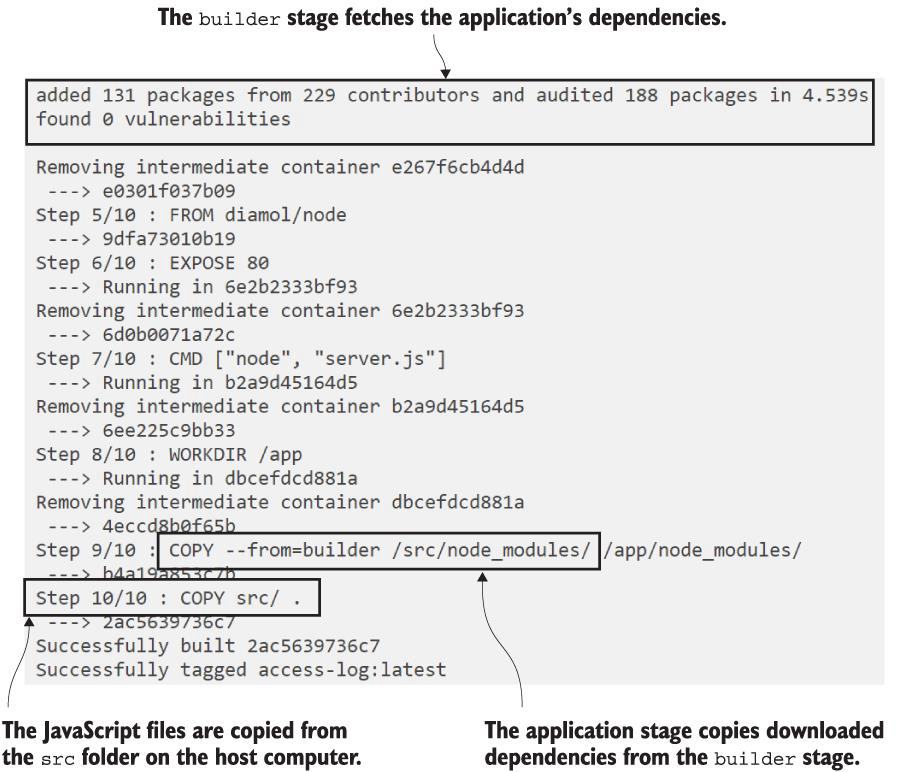 The builder stage fetches the application's dependencies.
added 131 packages from 229 contributors and audited 188 packages in 4.539s
found 0 vulnerabilities
Removing intermediate container e267f6cb4d4d
---> e0301f037b09
Step 5/10 : FROM diamol/node
---> 9dfa73010b19
Step 6/10 : EXPOSE 80
---> Running in 6e2b2333bf93
Removing intermediate container 6e2b2333bf93
---> 6d0b0071a72c
Step 7/10 : CMD ["node", "server.js"]
---> Running in b2a9d45164d5
Removing intermediate container b2a9d45164d5
---> 6ee225c9bb33
Step 8/10 : WORKDIR /app
---> Running in dbcefdcd881a
Removing intermediate container dbcefdcd881a
---> 4eccd8b0f65b
Step 9/10 : COPY --from=builder /src/node_modules/ /app/node_modules/
---> b4a19a853c7b
Step 10/10 : COPY src/ .
---> 2ac5639736c7
Successfully built 2ac5639736c7
Successfully tagged access-log:latest
The JavaScript files are copied from
the src folder on the host computer.
The application stage copies downloaded
dependencies from the builder stage.